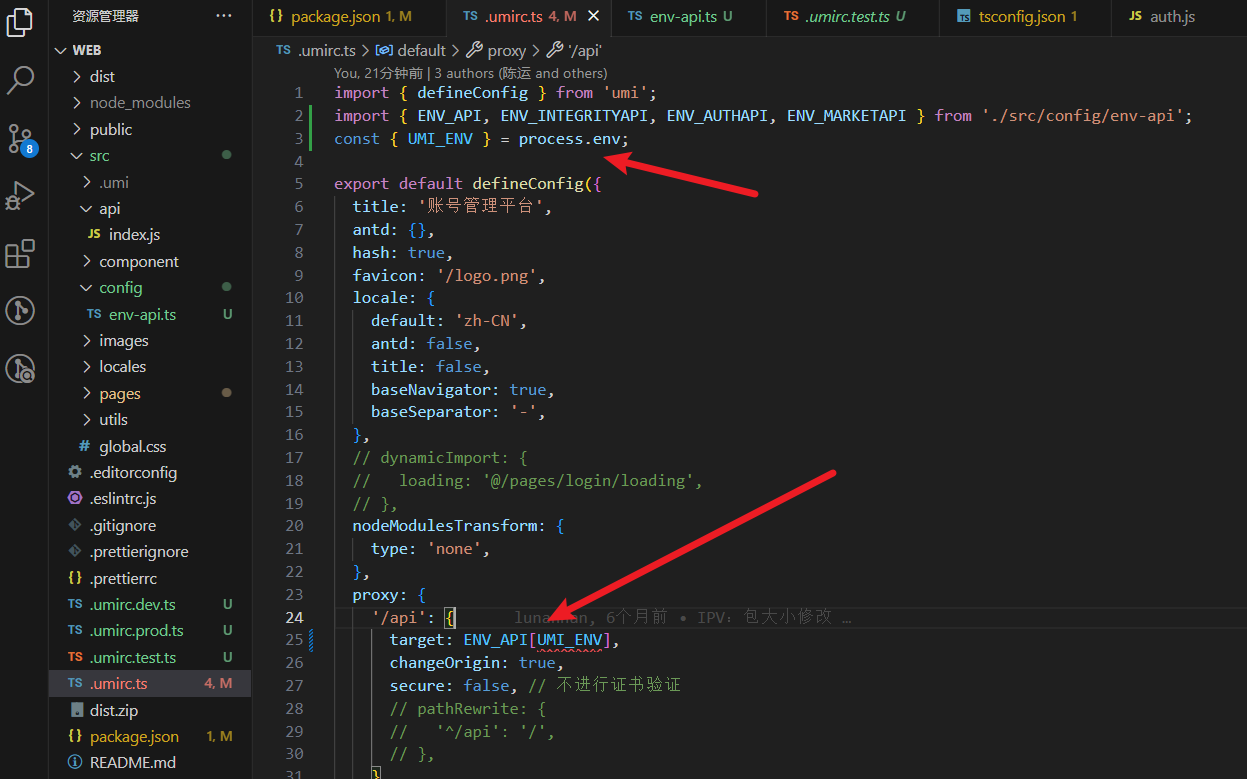 资源管理器 ···
WEB
dist
node_modules
public
src
.umi
api
JS index.js
component
config
TS env-api.ts U
images
locales
pages
utils
# global.css
.editorconfig
.eslintrc.js
.gitignore
.prettierignore
{} .prettierrc
TS .umirc.dev.ts U
TS .umirc.prod.ts U
TS .umirc.test.ts U
TS .umirc.ts 4, M
dist.zip
{} package.json 1, M
README.md
8
{} package.json 1, M
TS .umirc.ts 4, M
TS env-api.ts U
TS .umirc.test.ts U
TS tsconfig.json 1
JS auth.js
TS .umirc.ts > default > proxy > '/api'
You, 21分钟前 | 3 authors (陈运 and others)
1 import { defineConfig } from 'umi';
2 import { ENV_API, ENV_INTEGRITYAPI, ENV_AUTHAPI, ENV_MARKETAPI } from './src/config/env-api';
3 const { UMI_ENV } = process.env;
4
5 export default defineConfig({
6 title: '账号管理平台',
7 antd: {},
8 hash: true,
9 favicon: '/logo.png',
10 locale: {
11 default: 'zh-CN',
12 antd: false,
13 title: false,
14 baseNavigator: true,
15 baseSeparator: '-',
16 },
17 // dynamicImport: {
18 // loading: '@/pages/login/loading',
19 // },
20 nodeModulesTransform: {
21 type: 'none',
22 },
23 proxy: {
24 '/api': { 6个月前 • IPV: 包大小修改 …
25 target: ENV_API[UMI_ENV],
26 changeOrigin: true,
27 secure: false, // 不进行证书验证
28 // pathRewrite: {
29 // '^/api': '/',
30 // },
31 }